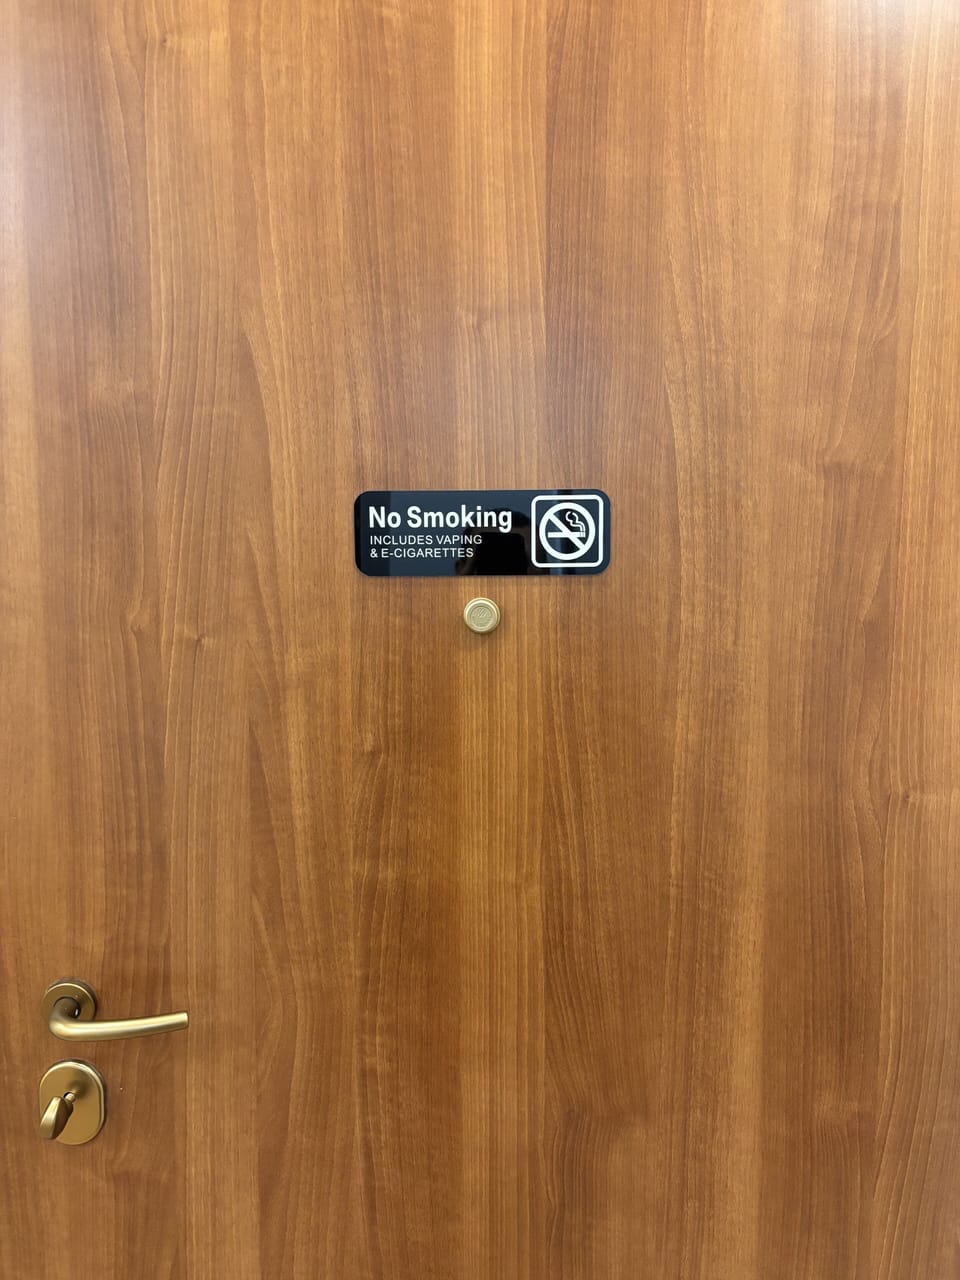 No Smoking
INCLUDES VAPING
& E-CIGARETTES